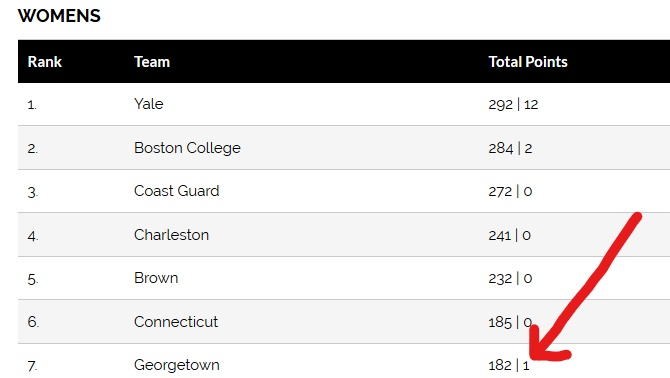 WOMENS
Rank Team Total Points
1. Yale 292 | 12
2. Boston College 284 | 2
3. Coast Guard 272 | 0
4. Charleston 241 | 0
5. Brown 232 | 0
6. Connecticut 185 | 0
7. Georgetown 182 | 1